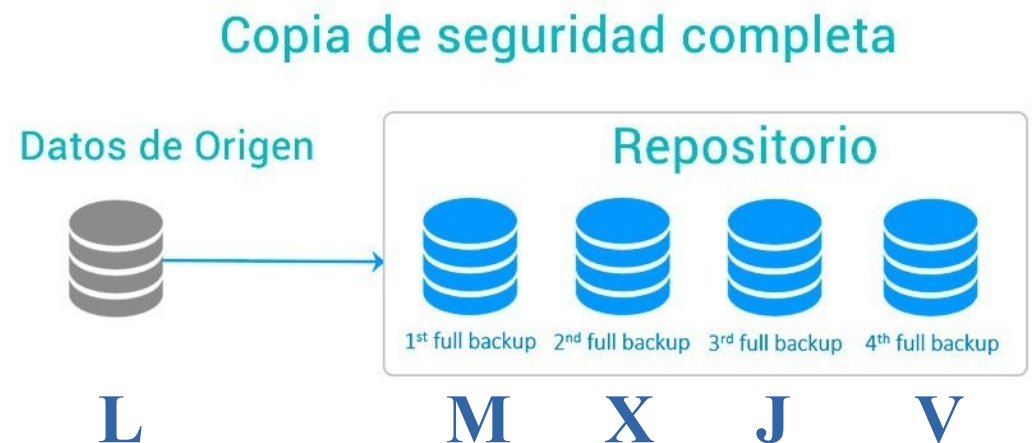 Copia de seguridad completa
Datos de Origen
Repositorio
1st full backup 2nd full backup 3rd full backup 4th full backup
L M X J V